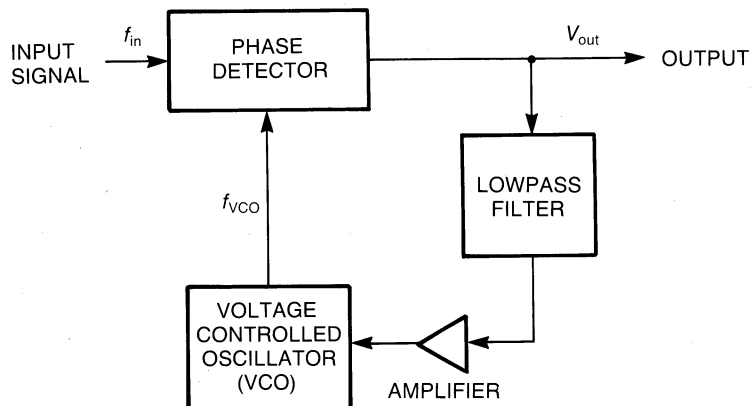 INPUT
SIGNAL
f_in
PHASE
DETECTOR
V_out
OUTPUT
LOWPASS
FILTER
f_VCO
VOLTAGE
CONTROLLED
OSCILLATOR
(VCO)
AMPLIFIER